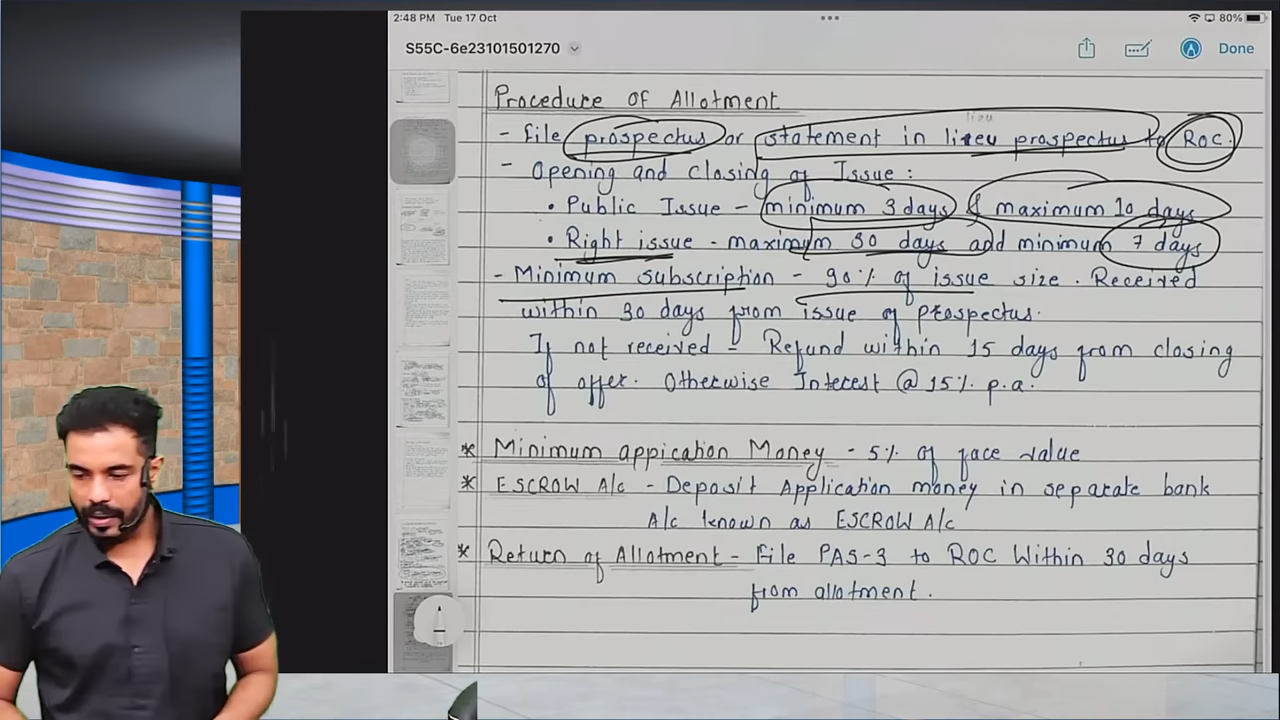 2:48 PM Tue 17 Oct
80%
S55C-6e23101501270
Done
Procedure of Allotment
- File prospectus or statement in lieu prospectus to ROC.
- Opening and closing of Issue :
• Public Issue - minimum 3 days & maximum 10 days
• Right issue - maximum 30 days and minimum 7 days
- Minimum subscription - 90% of issue size. Received
within 30 days from issue of prospectus.
If not received - Refund within 15 days from closing
of offer. Otherwise Interest @ 15% p.a.
* Minimum appication Money - 5% of face value
* ESCROW A/c - Deposit Application money in separate bank
A/c known as ESCROW A/c
* Return of Allotment - File PAS-3 to ROC Within 30 days
from allotment.